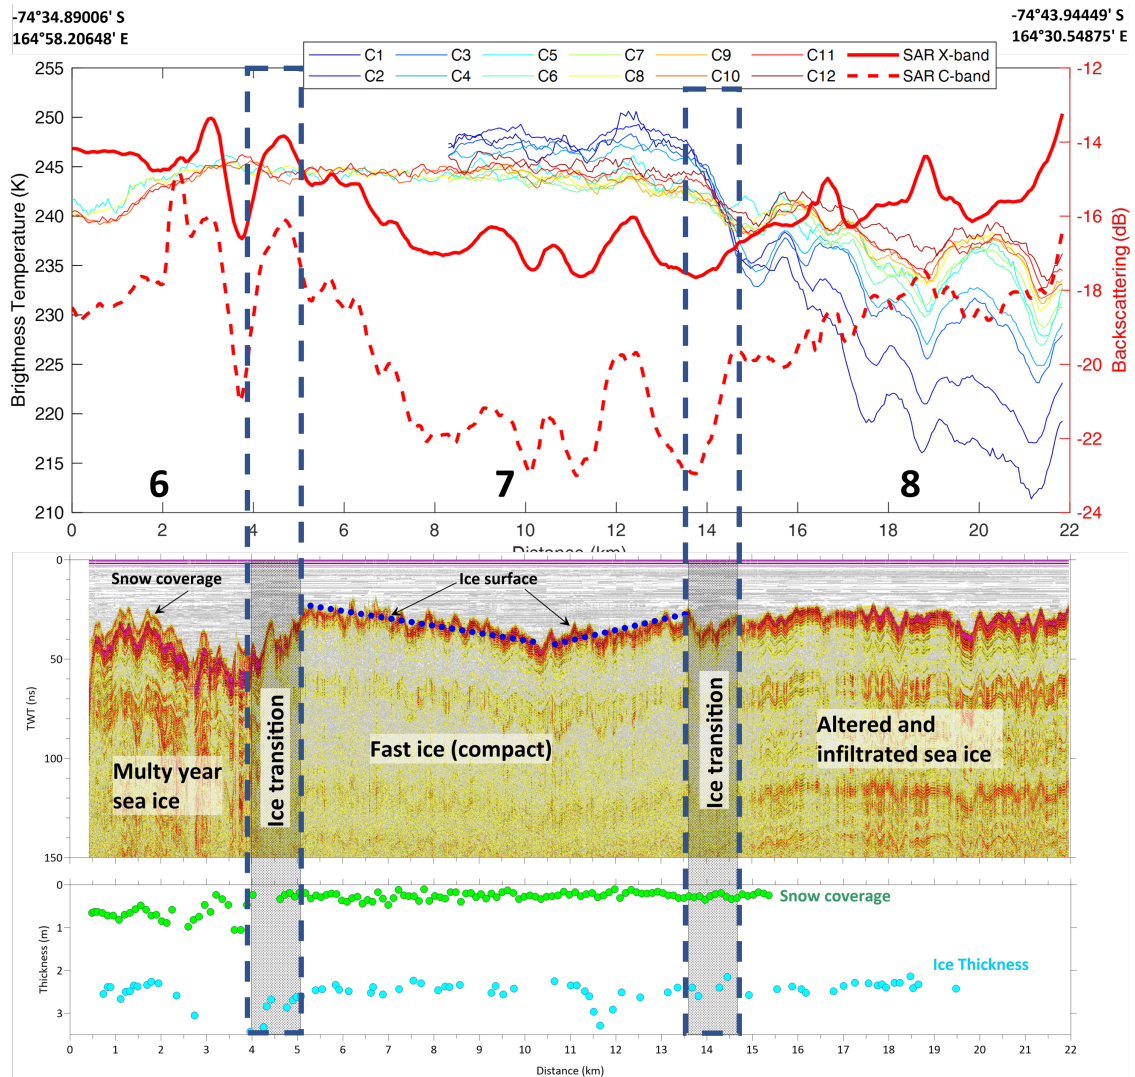 -74°34.89006' S
164°58.20648' E
-74°43.94449' S
164°30.54875' E
C1 C3 C5 C7 C9 C11 SAR X-band
C2 C4 C6 C8 C10 C12 SAR C-band
Brigthness Temperature (K)
255
250
245
240
235
230
225
220
215
210
-12
-14
-16
-18
-20
-22
-24
Backscattering (dB)
6
7
8
0 2 4 6 8 10 12 14 16 18 20 22
Distance (km)
TWT (ns)
0
50
100
150
Snow coverage
Ice surface
Multy year
sea ice
Ice transition
Fast ice (compact)
Ice transition
Altered and
infiltrated sea ice
Thickness (m)
0
1
2
3
Snow coverage
Ice Thickness
0 1 2 3 4 5 6 7 8 9 10 11 12 13 14 15 16 17 18 19 20 21 22
Distance (km)